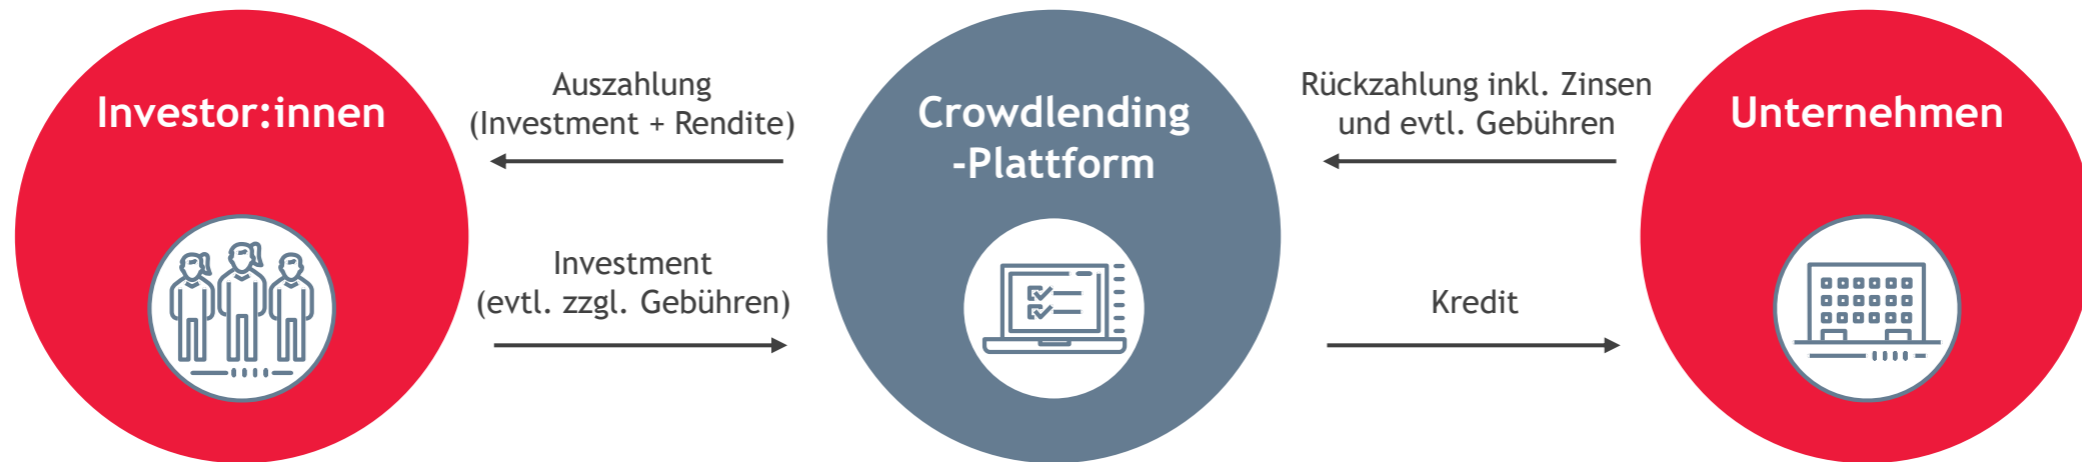 Investor:innen
Auszahlung
(Investment + Rendite)
Investment
(evtl. zzgl. Gebühren)
Crowdlending
-Plattform
Rückzahlung inkl. Zinsen
und evtl. Gebühren
Kredit
Unternehmen